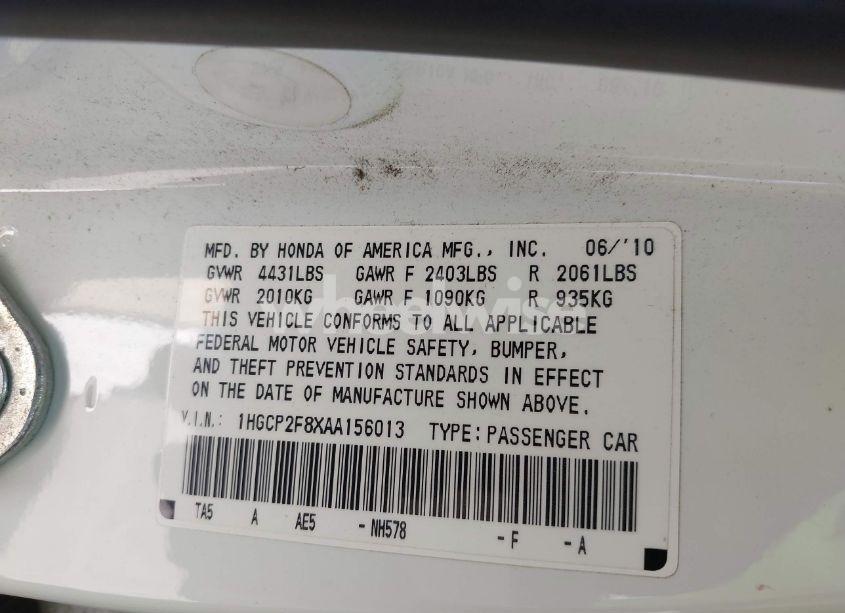 MFD. BY HONDA OF AMERICA MFG., INC. 06/'10
GVWR 4431LBS GAWR F 2403LBS R 2061LBS
GVWR 2010KG GAWR F 1090KG R 935KG
THIS VEHICLE CONFORMS TO ALL APPLICABLE
FEDERAL MOTOR VEHICLE SAFETY, BUMPER,
AND THEFT PREVENTION STANDARDS IN EFFECT
ON THE DATE OF MANUFACTURE SHOWN ABOVE.
V.I.N.: 1HGCP2F8XAA156013 TYPE:PASSENGER CAR
TA5 A AE5 -NH578 -F -A
wheelwise